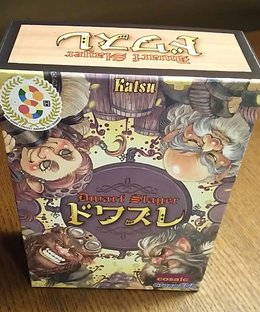 Dwarf Slayer
ドワスレ
Katsu
Dwarf Slayer
ドワスレ
cosaic